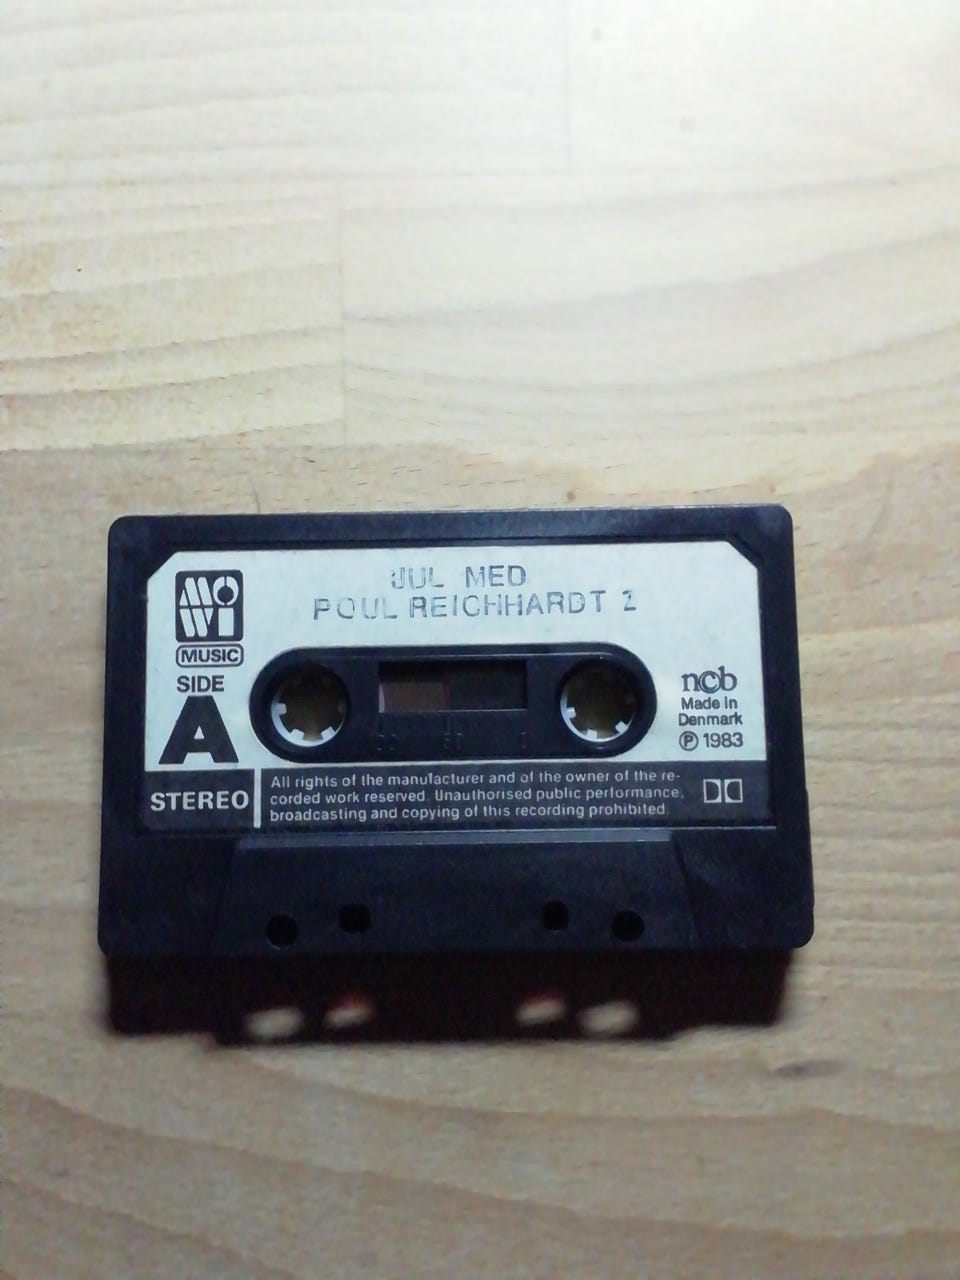 MOWI
MUSIC
SIDE
A
STEREO
JUL MED
POUL REICHHARDT 2
ncb
Made in
Denmark
℗ 1983
All rights of the manufacturer and of the owner of the re-
corded work reserved. Unauthorised public performance,
broadcasting and copying of this recording prohibited.